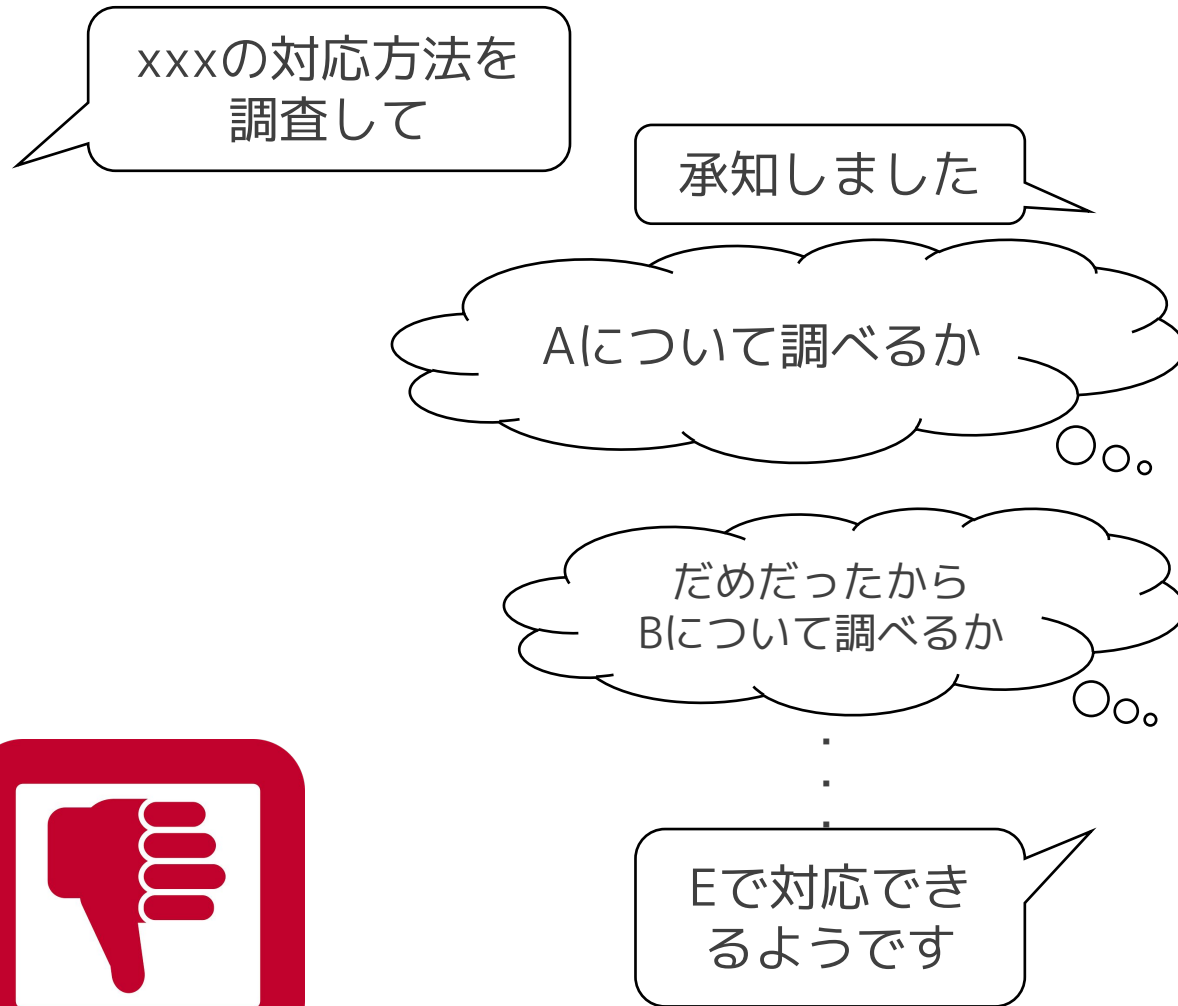 xxxの対応方法を
調査して
承知しました
Aについて調べるか
だめだったから
Bについて調べるか
・
・
・
Eで対応でき
るようです